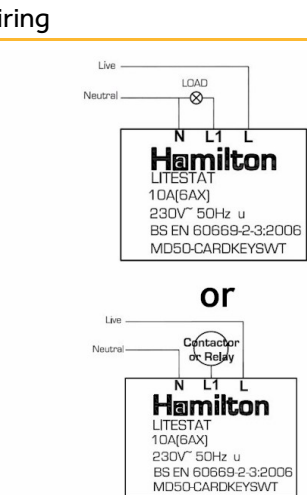 iring
Live
LOAD
Neutral
N L1 L
Hamilton
LITESTAT
10A(6AX)
230V~ 50Hz u
BS EN 60669-2-3:2006
MD50-CARDKEYSWT
or
Live
Contactor
or Relay
Neutral
N L1 L
Hamilton
LITESTAT
10A(6AX)
230V~ 50Hz u
BS EN 60669-2-3:2006
MD50-CARDKEYSWT